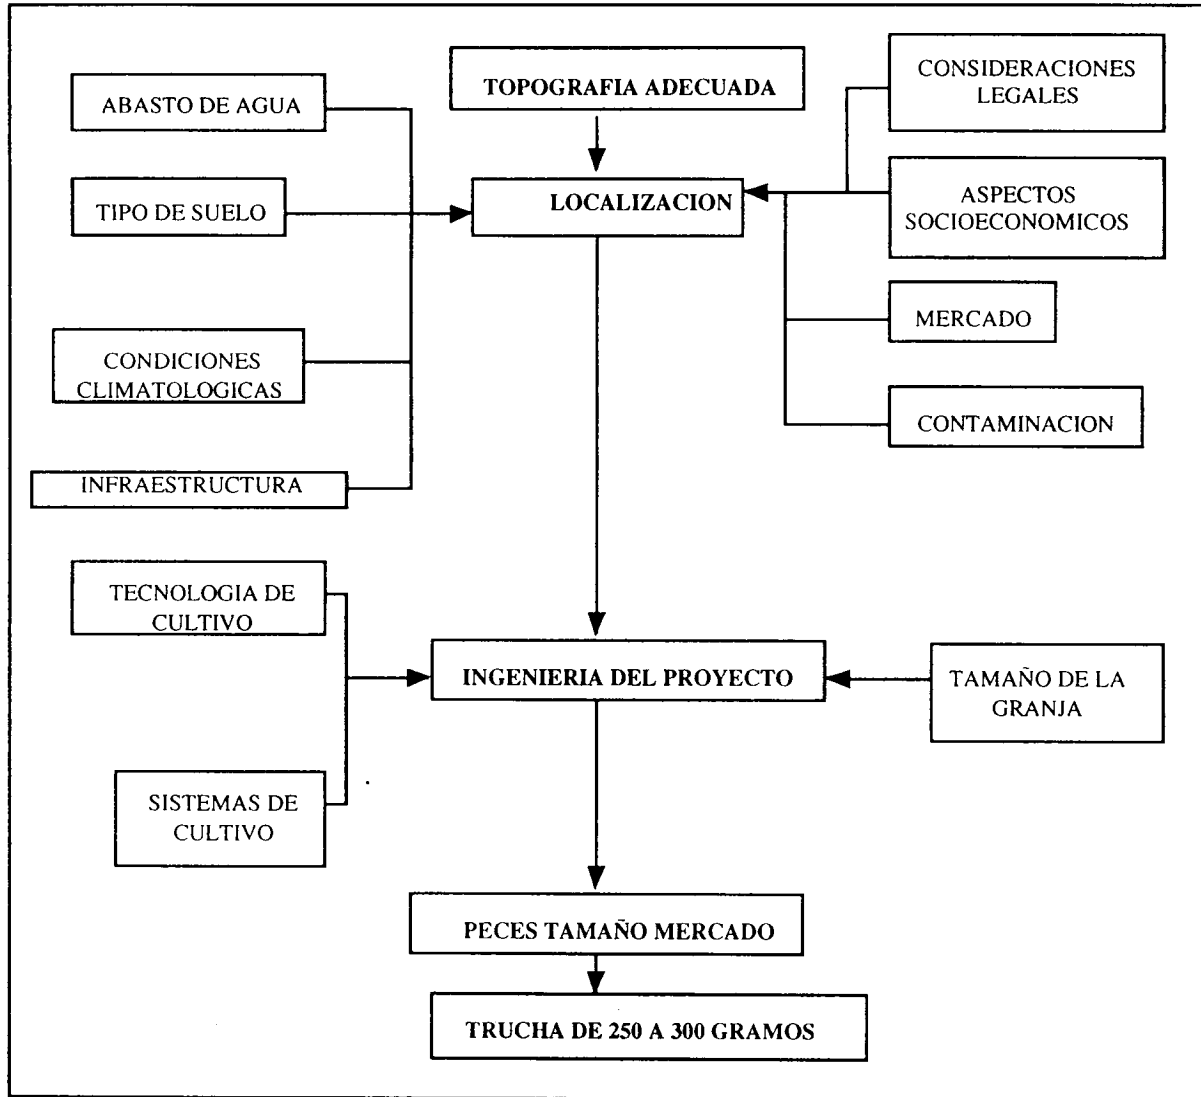 TOPOGRAFIA ADECUADA
ABASTO DE AGUA
CONSIDERACIONES
LEGALES
TIPO DE SUELO
LOCALIZACION
ASPECTOS
SOCIOECONOMICOS
MERCADO
CONDICIONES
CLIMATOLOGICAS
CONTAMINACION
INFRAESTRUCTURA
TECNOLOGIA DE
CULTIVO
INGENIERIA DEL PROYECTO
TAMAÑO DE LA
GRANJA
SISTEMAS DE
CULTIVO
PECES TAMAÑO MERCADO
TRUCHA DE 250 A 300 GRAMOS